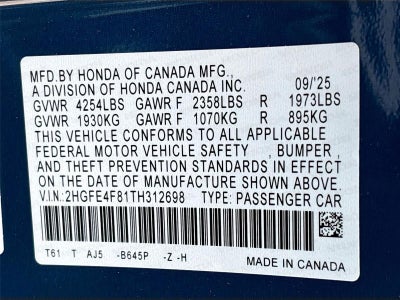 MFD.BY HONDA OF CANADA MFG.,
A DIVISION OF HONDA CANADA INC. 09/'25
GVWR 4254LBS GAWR F 2358LBS R 1973LBS
GVWR 1930KG GAWR F 1070KG R 895KG
THIS VEHICLE CONFORMS TO ALL APPLICABLE
FEDERAL MOTOR VEHICLE SAFETY , BUMPER ,
AND THEFT PREVENTION STANDARDS IN EFFECT
ON THE DATE OF MANUFACTURE SHOWN ABOVE.
V.I.N:2HGFE4F81TH312698 TYPE: PASSENGER CAR
T61 T AJ5 -B645P -Z -H
MADE IN CANADA